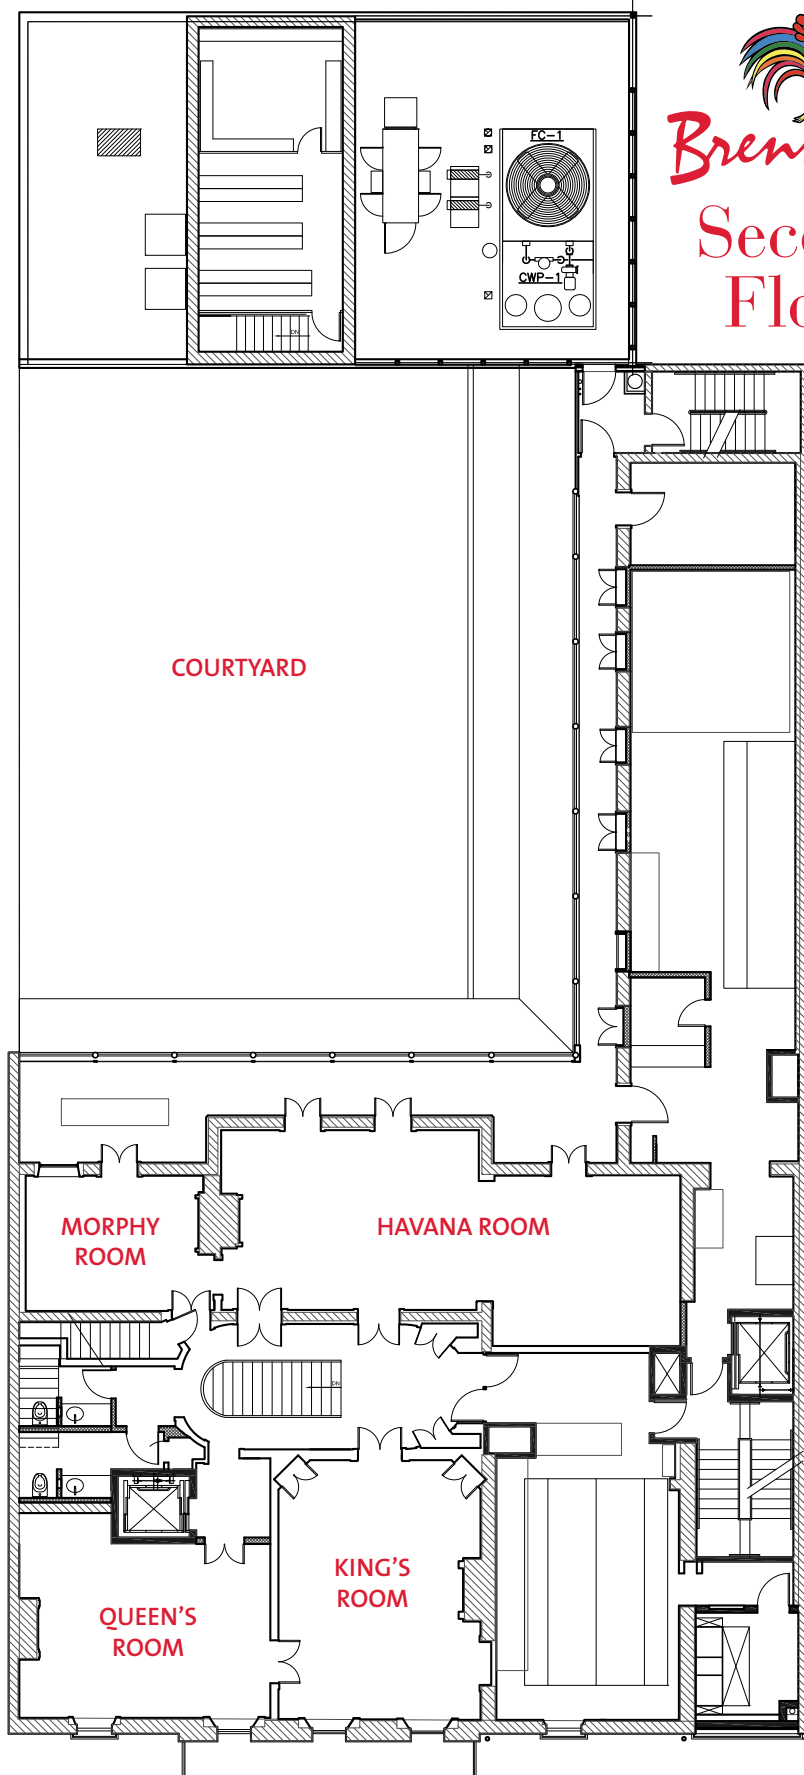 Bren
Seco
Flo
FC-1
CWP-1
DN
COURTYARD
MORPHY
ROOM
HAVANA ROOM
DN
KING'S
ROOM
QUEEN'S
ROOM